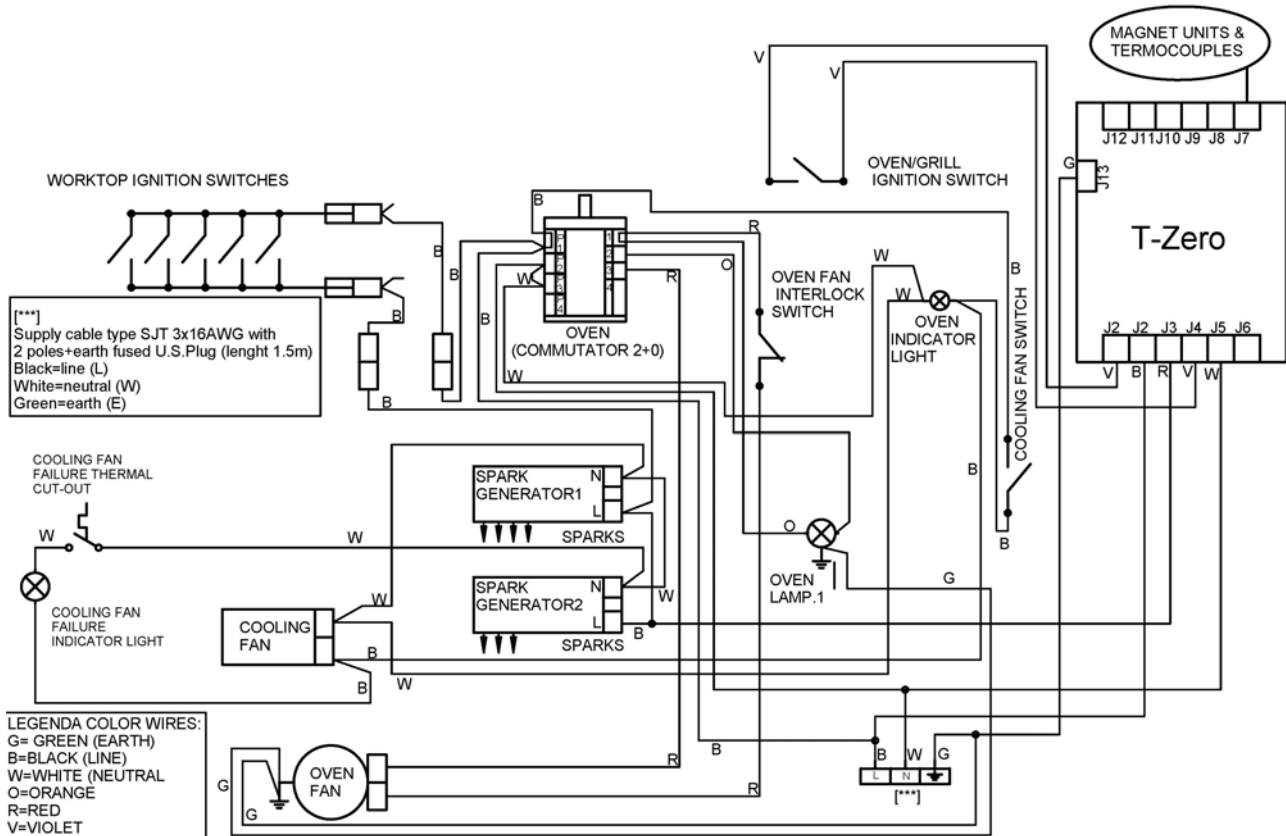 MAGNET UNITS &
TERMOCOUPLES
V
V
J12 J11 J10 J9 J8 J7
G
J13
T-Zero
J2 J2 J3 J4 J5 J6
V B R V W
OVEN/GRILL
IGNITION SWITCH
WORKTOP IGNITION SWITCHES
B
R
B
B
B
B
W
O
R
1
2
3
4
OVEN
(COMMUTATOR 2+0)
OVEN FAN
INTERLOCK
SWITCH
W
W
OVEN
INDICATOR
LIGHT
B
COOLING FAN SWITCH
B
B
[***]
Supply cable type SJT 3x16AWG with
2 poles+earth fused U.S.Plug (lenght 1.5m)
Black=line (L)
White=neutral (W)
Green=earth (E)
B
W
COOLING FAN
FAILURE THERMAL
CUT-OUT
W
W
SPARK
GENERATOR1
N
L
SPARKS
SPARK
GENERATOR2
N
L
SPARKS
W
B
O
OVEN
LAMP.1
G
COOLING FAN
FAILURE
INDICATOR LIGHT
COOLING
FAN
W
B
B
W
LEGENDA COLOR WIRES:
G= GREEN (EARTH)
B=BLACK (LINE)
W=WHITE (NEUTRAL
O=ORANGE
R=RED
V=VIOLET
G
G
OVEN
FAN
R
R
B
B W G
L N
[***]